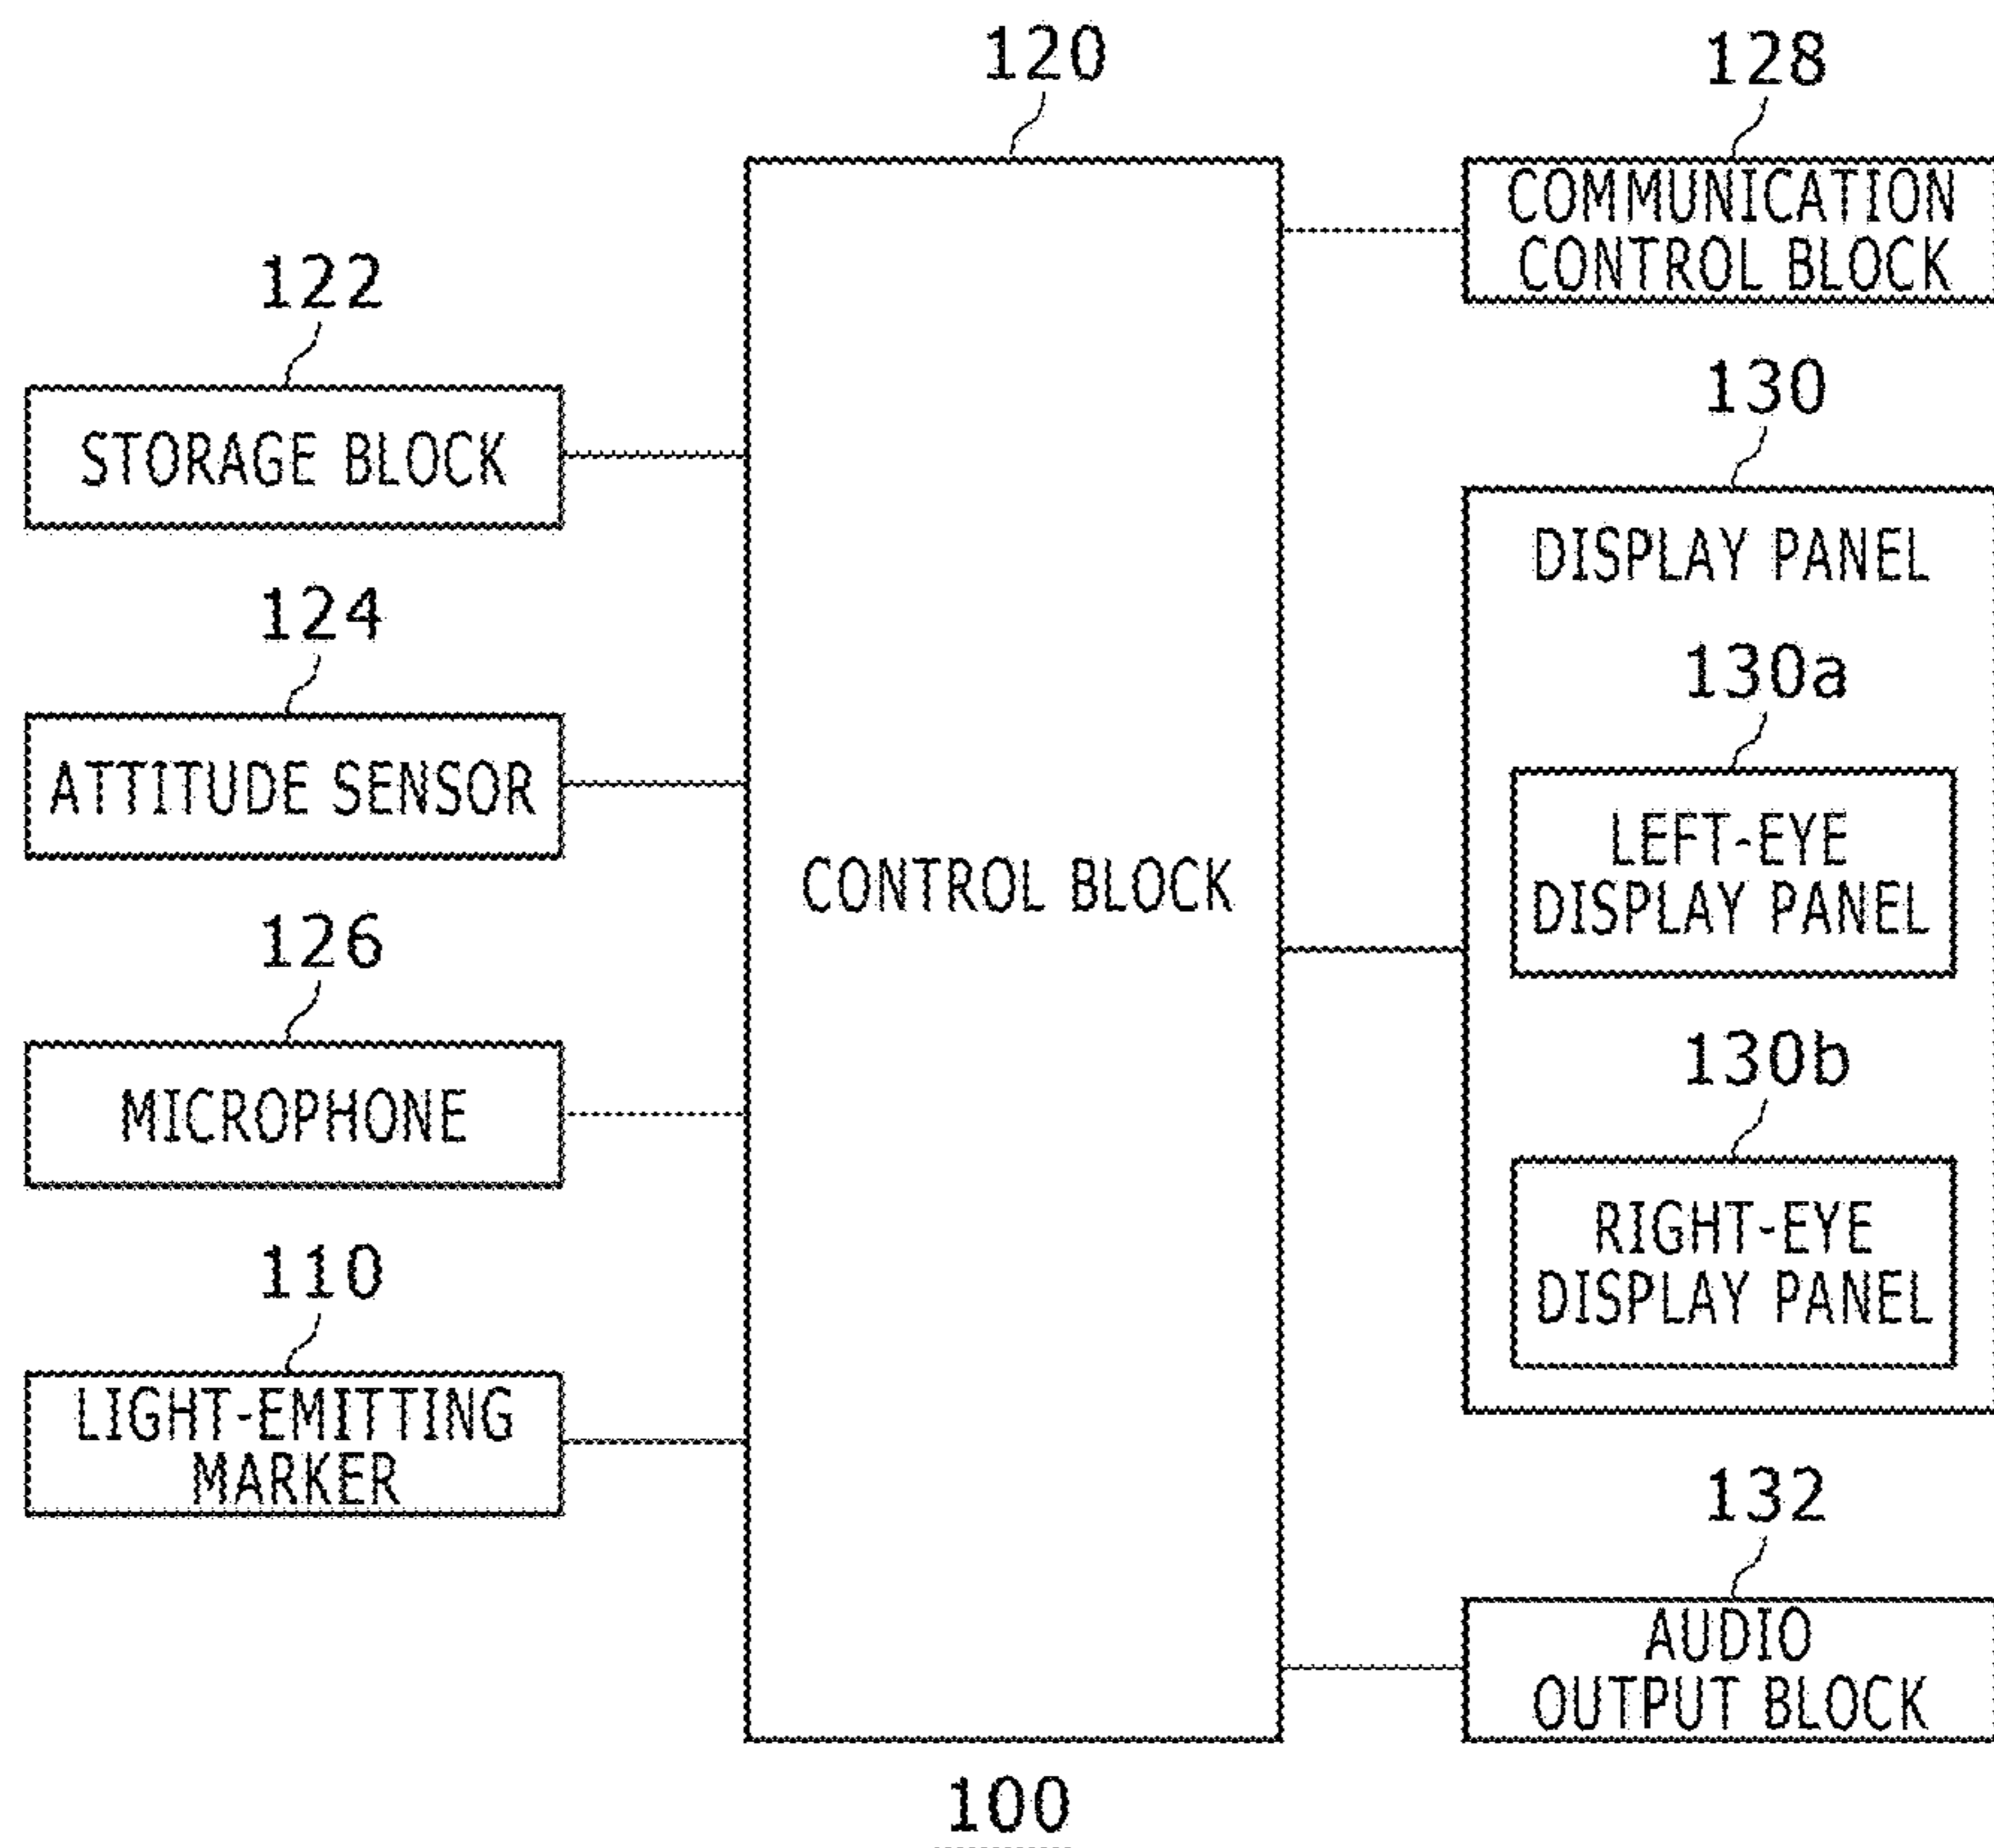 120
128
COMMUNICATION
CONTROL BLOCK
122
STORAGE BLOCK
130
DISPLAY PANEL
124
ATTITUDE SENSOR
130a
LEFT-EYE
DISPLAY PANEL
CONTROL BLOCK
126
MICROPHONE
130b
RIGHT-EYE
DISPLAY PANEL
110
LIGHT-EMITTING
MARKER
132
AUDIO
OUTPUT BLOCK
100